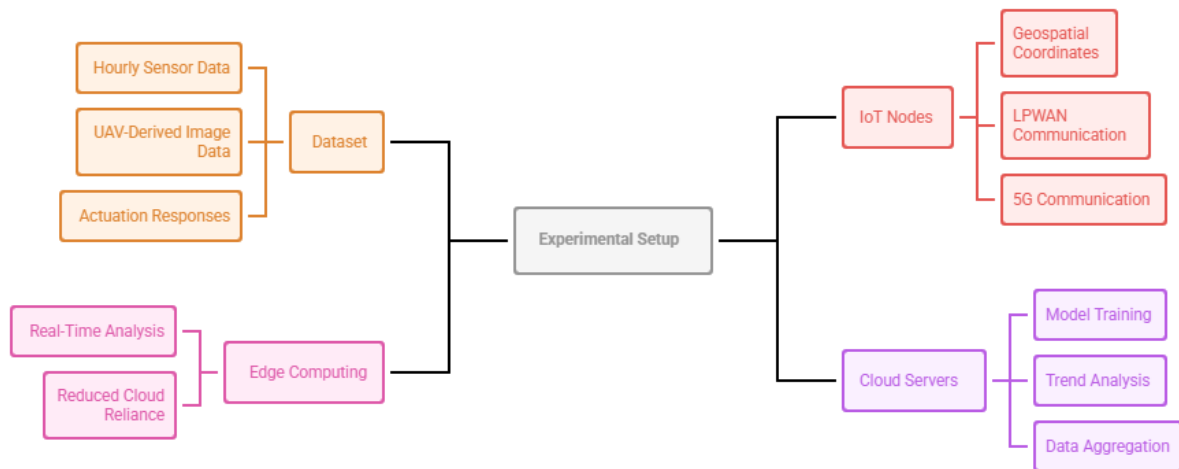 Experimental Setup
Dataset
Hourly Sensor Data
UAV-Derived Image
Data
Actuation Responses
Edge Computing
Real-Time Analysis
Reduced Cloud
Reliance
IoT Nodes
Geospatial
Coordinates
LPWAN
Communication
5G Communication
Cloud Servers
Model Training
Trend Analysis
Data Aggregation